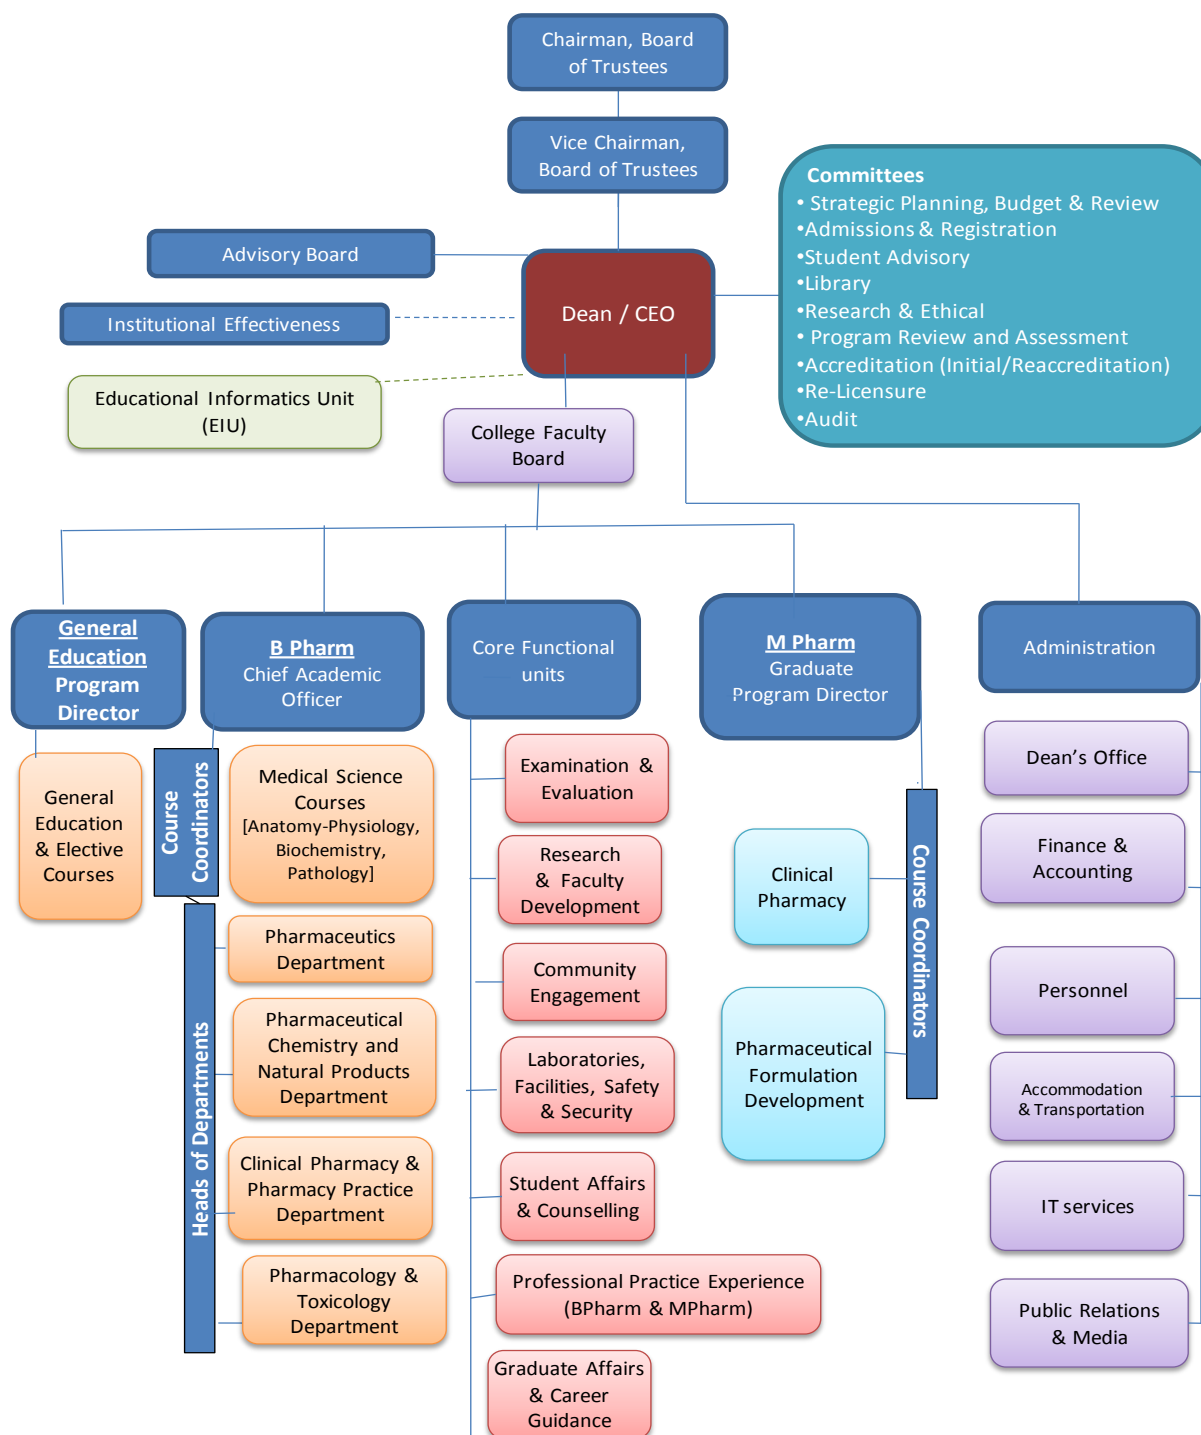 Chairman, Board
of Trustees
Vice Chairman,
Board of Trustees
Committees
• Strategic Planning, Budget & Review
•Admissions & Registration
•Student Advisory
•Library
•Research & Ethical
• Program Review and Assessment
•Accreditation (Initial/Reaccreditation)
•Re-Licensure
•Audit
Advisory Board
Institutional Effectiveness
Dean / CEO
Educational Informatics Unit
(EIU)
College Faculty
Board
General
Education
Program
Director
B Pharm
Chief Academic
Officer
Core Functional
units
M Pharm
Graduate
Program Director
Administration
General
Education
& Elective
Courses
Course
Coordinators
Medical Science
Courses
[Anatomy-Physiology,
Biochemistry,
Pathology]
Heads of Departments
Pharmaceutics
Department
Pharmaceutical
Chemistry and
Natural Products
Department
Clinical Pharmacy &
Pharmacy Practice
Department
Pharmacology &
Toxicology
Department
Examination &
Evaluation
Research
& Faculty
Development
Community
Engagement
Laboratories,
Facilities, Safety
& Security
Student Affairs
& Counselling
Professional Practice Experience
(BPharm & MPharm)
Graduate Affairs
& Career
Guidance
Clinical
Pharmacy
Pharmaceutical
Formulation
Development
Course Coordinators
Dean's Office
Finance &
Accounting
Personnel
Accommodation
& Transportation
IT services
Public Relations
& Media